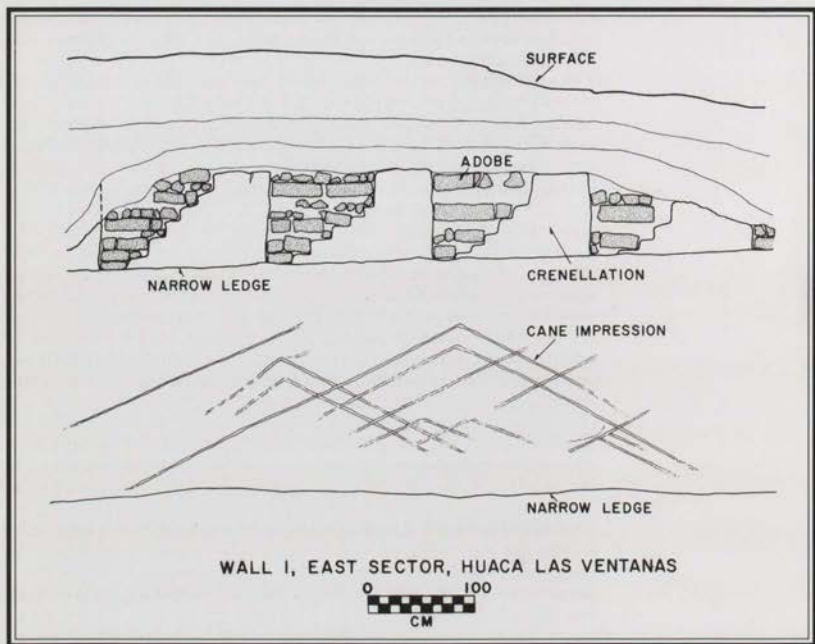 SURFACE
ADOBE
NARROW LEDGE
CRENELLATION
CANE IMPRESSION
NARROW LEDGE
WALL I, EAST SECTOR, HUACA LAS VENTANAS
0 100
CM